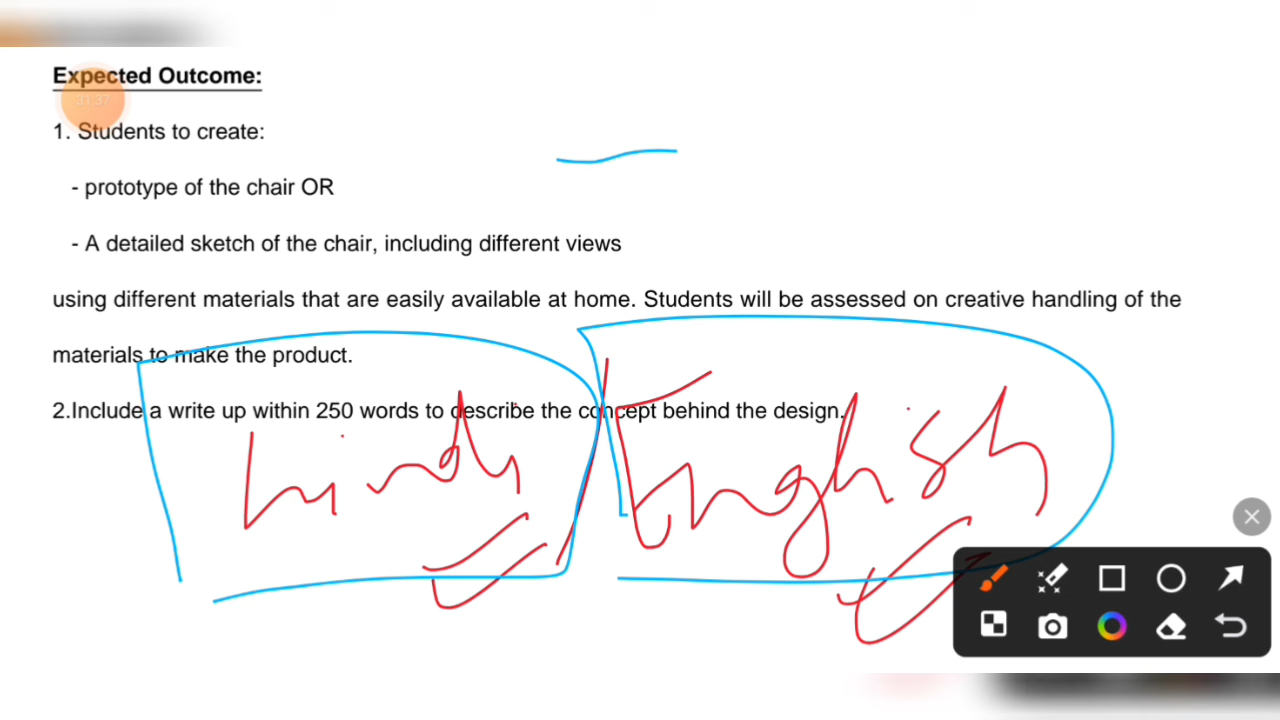 Expected Outcome:
31:37
1. Students to create:
- prototype of the chair OR
- A detailed sketch of the chair, including different views
using different materials that are easily available at home. Students will be assessed on creative handling of the
materials to make the product.
2.Include a write up within 250 words to describe the concept behind the design.
hindi / English